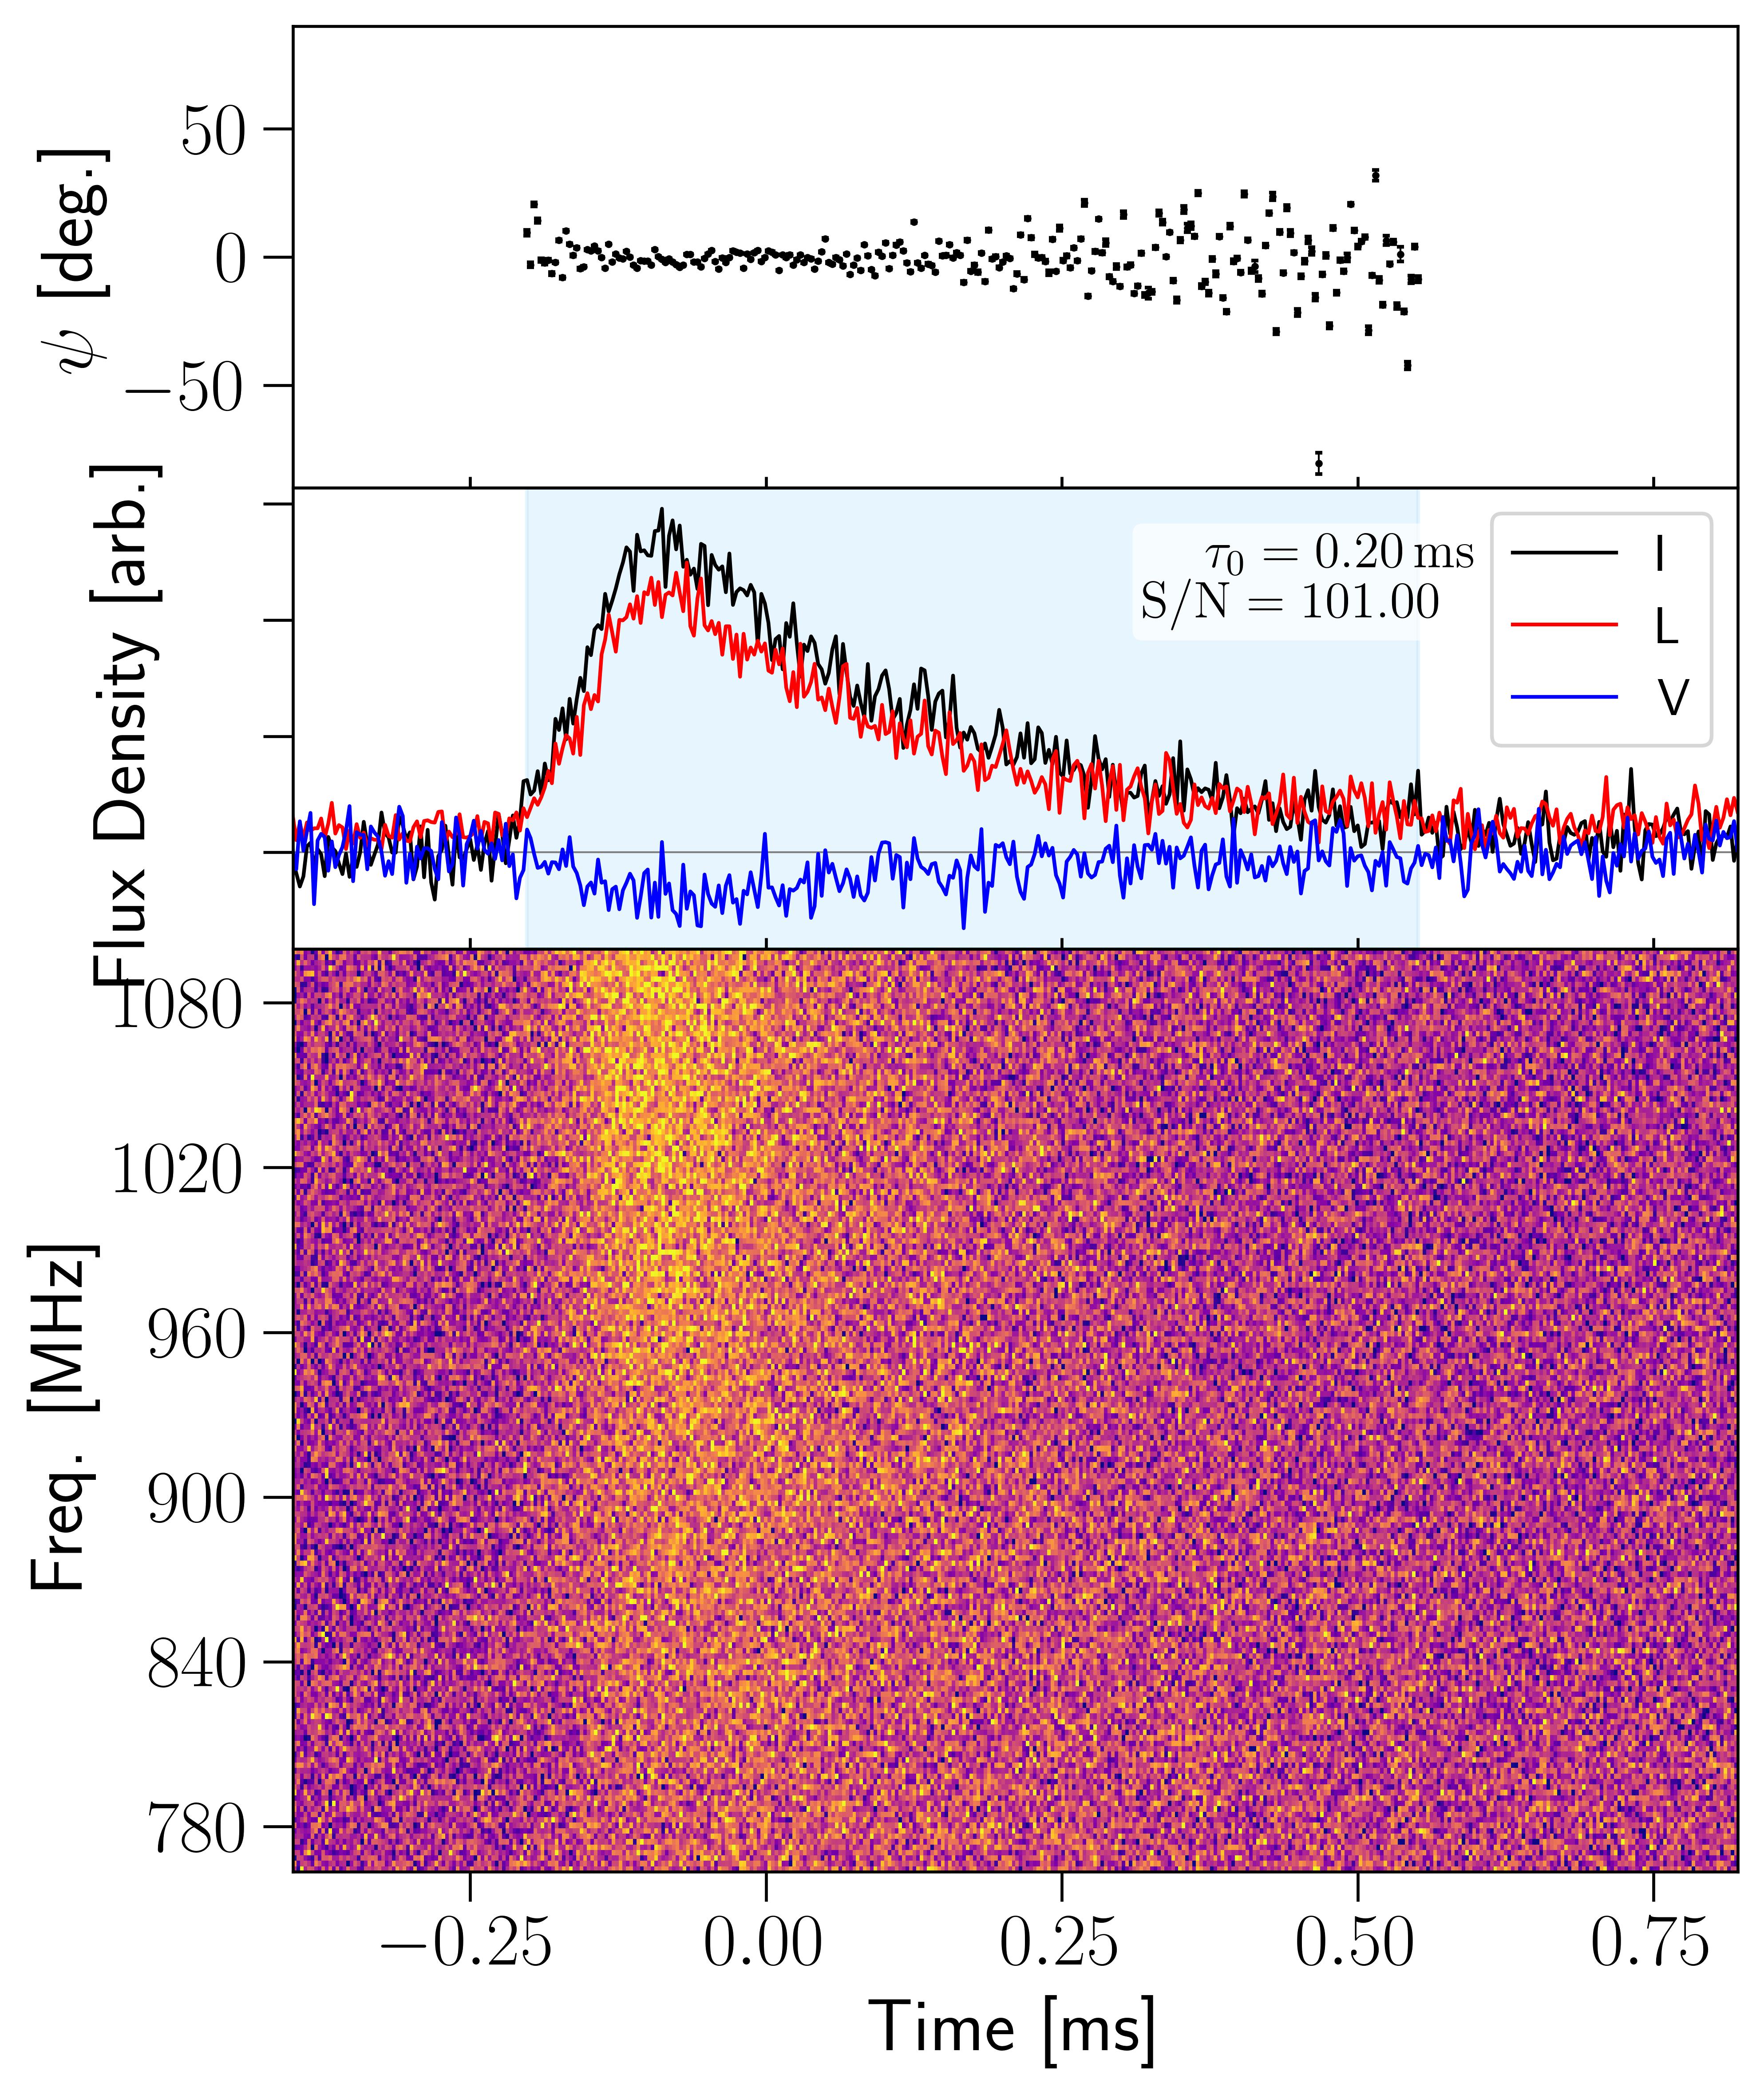 ψ [deg.]
50
0
−50
Flux Density [arb.]
τ₀ = 0.20 ms
S/N = 101.00
I
L
V
Freq. [MHz]
1080
1020
960
900
840
780
−0.25 0.00 0.25 0.50 0.75
Time [ms]